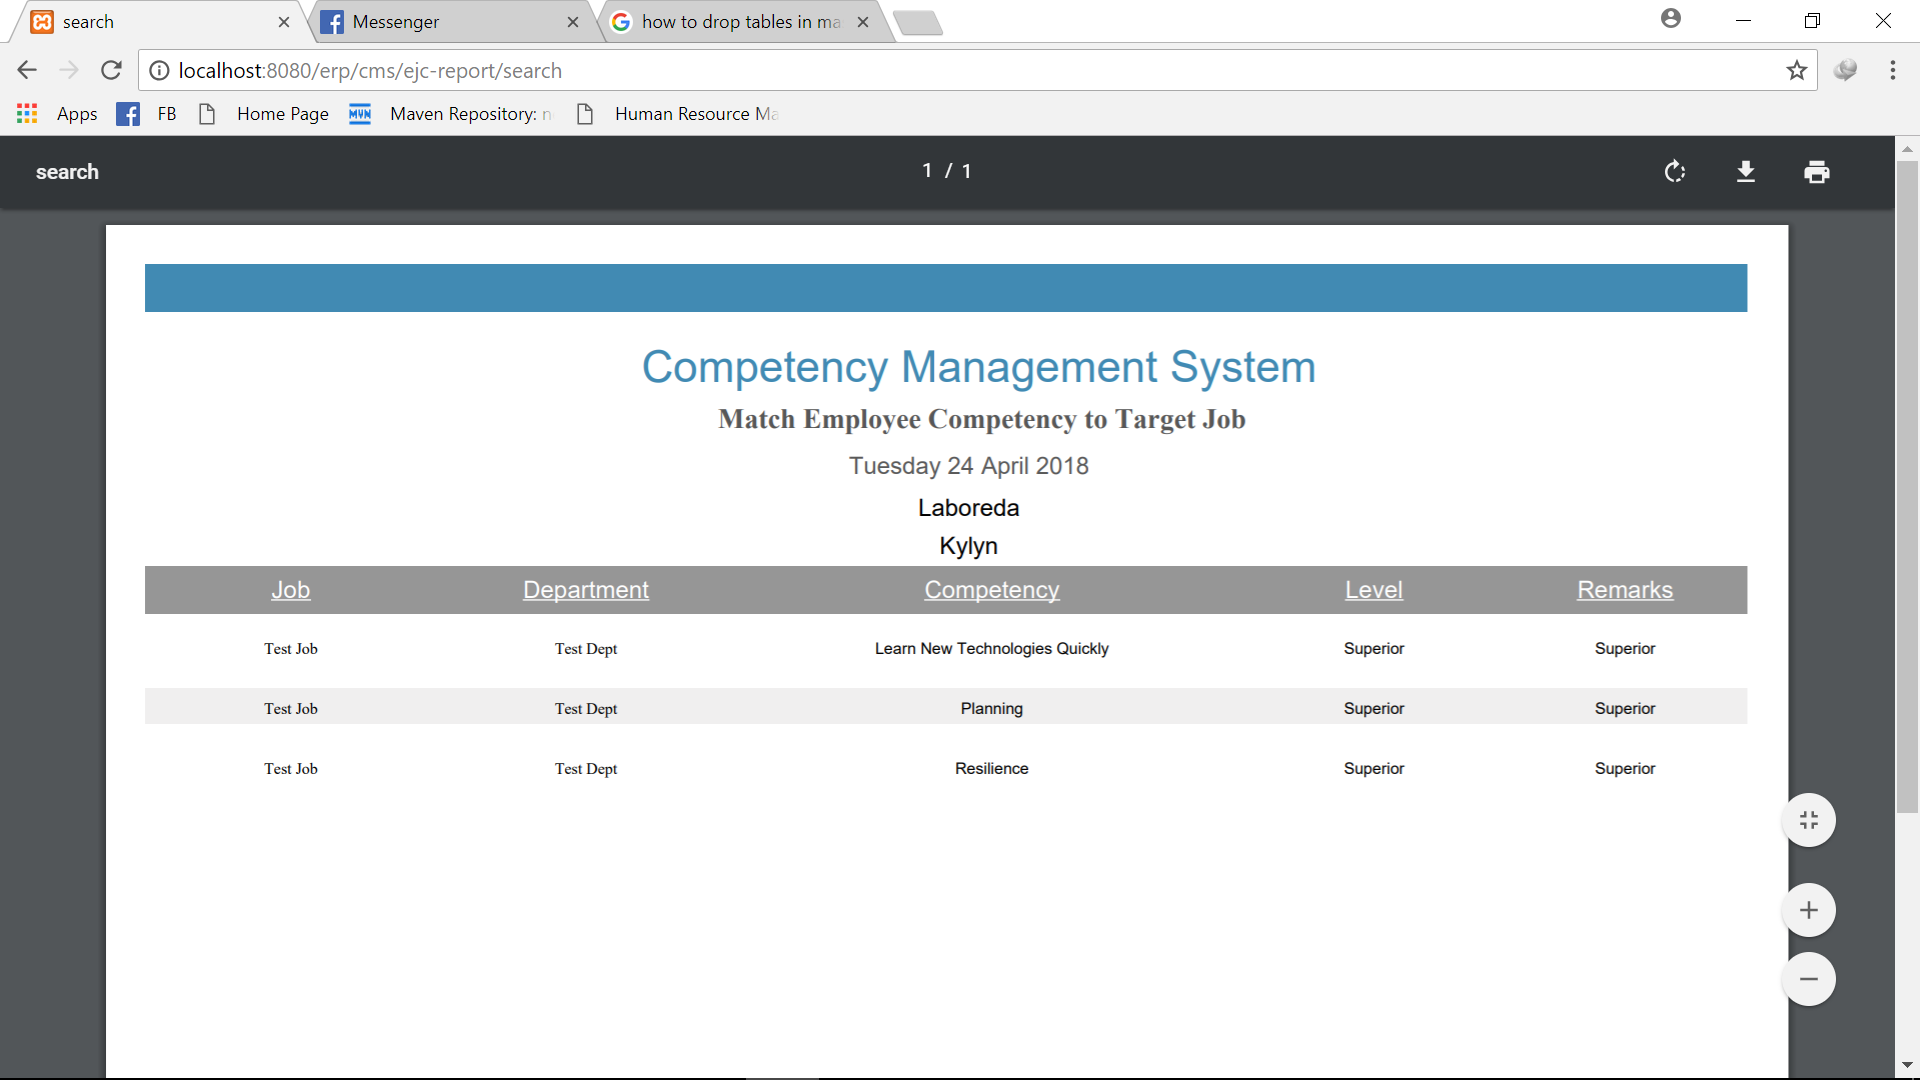 search
Messenger
how to drop tables in ma
localhost:8080/erp/cms/ejc-report/search
Apps FB Home Page Maven Repository: Human Resource Ma
search 1 / 1
Competency Management System
Match Employee Competency to Target Job
Tuesday 24 April 2018
Laboreda
Kylyn
Job Department Competency Level Remarks
Test Job Test Dept Learn New Technologies Quickly Superior Superior
Test Job Test Dept Planning Superior Superior
Test Job Test Dept Resilience Superior Superior